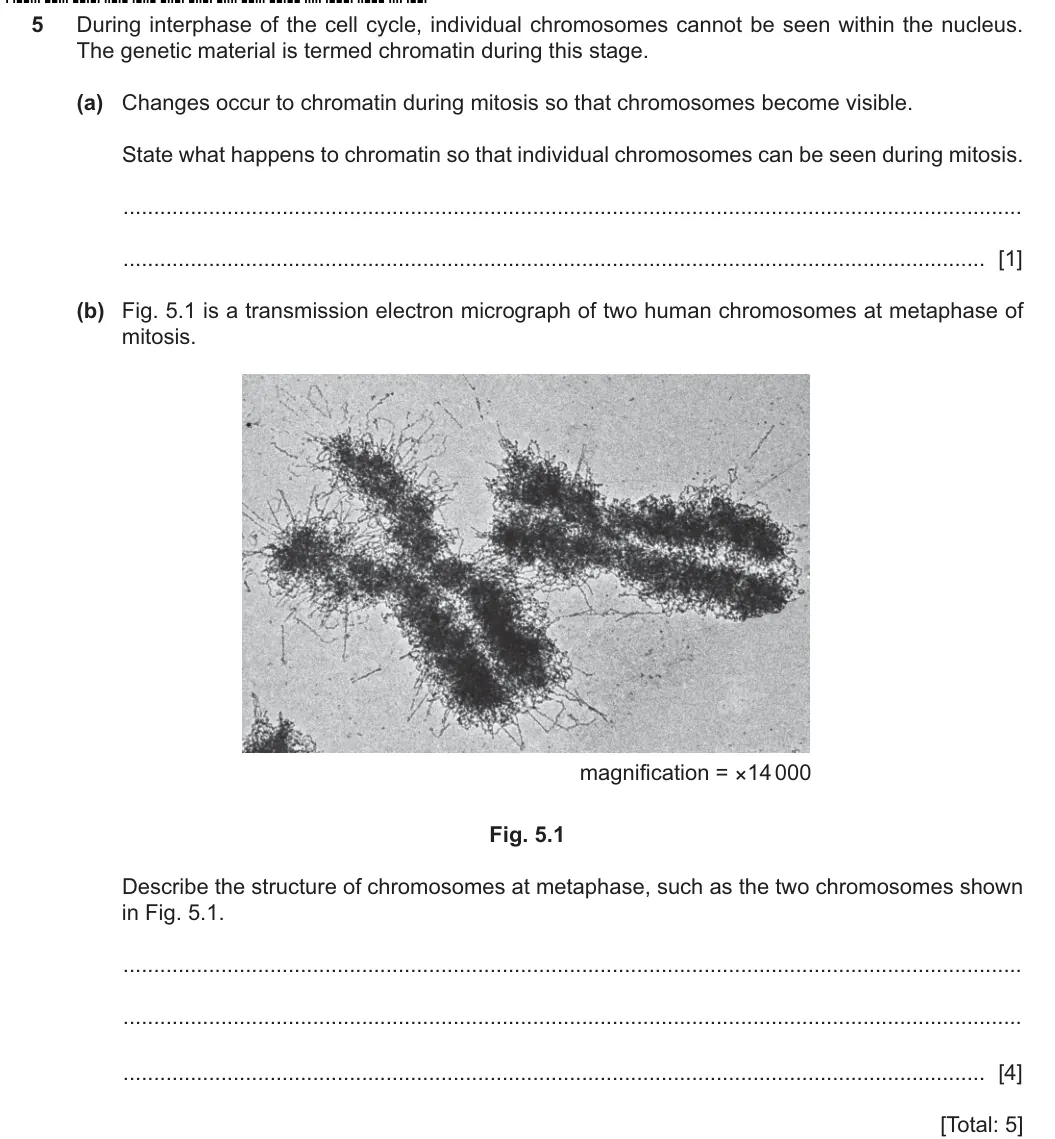 5 During interphase of the cell cycle, individual chromosomes cannot be seen within the nucleus.
The genetic material is termed chromatin during this stage.
(a) Changes occur to chromatin during mitosis so that chromosomes become visible.
State what happens to chromatin so that individual chromosomes can be seen during mitosis.
[1]
(b) Fig. 5.1 is a transmission electron micrograph of two human chromosomes at metaphase of
mitosis.
magnification = ×14 000
Fig. 5.1
Describe the structure of chromosomes at metaphase, such as the two chromosomes shown
in Fig. 5.1.
[4]
[Total: 5]